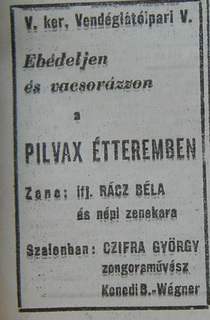 V. ker. Vendéglátóipari V.
Ebédeljen
és vacsorázzon
a
PILVAX ÉTTEREMBEN
Zene: ifj. RÁCZ BÉLA
és népi zenekara
Szalonban: CZIFRA GYÖRGY
zongoraművész
Konedi B.-Wágner